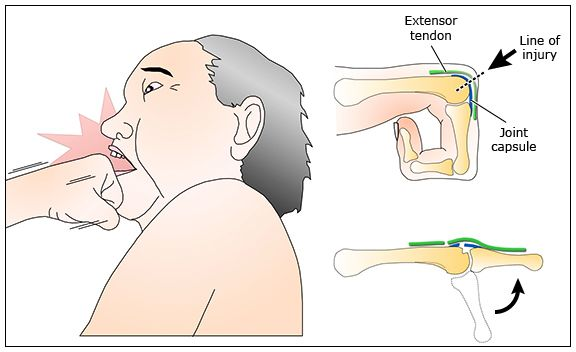 Extensor
tendon
Line of
injury
Joint
capsule